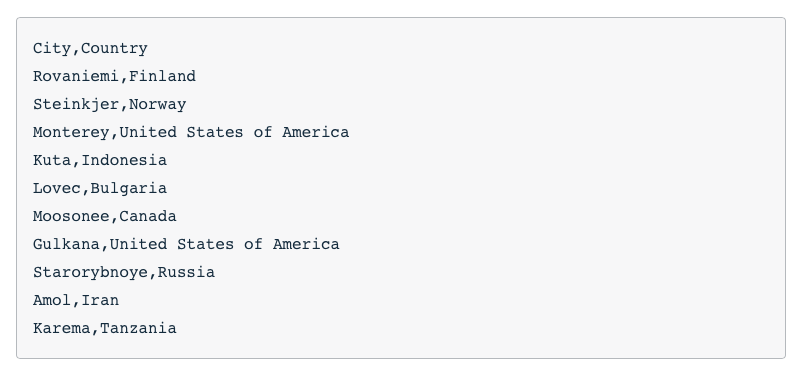 City,Country
Rovaniemi,Finland
Steinkjer,Norway
Monterey,United States of America
Kuta,Indonesia
Lovec,Bulgaria
Moosonee,Canada
Gulkana,United States of America
Starorybnoye,Russia
Amol,Iran
Karema,Tanzania